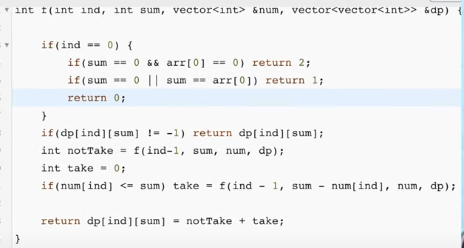 int f(int ind, int sum, vector<int> &num, vector<vector<int>> &dp) {
if(ind == 0) {
if(sum == 0 && arr[0] == 0) return 2;
if(sum == 0 || sum == arr[0]) return 1;
return 0;
}
if(dp[ind][sum] != -1) return dp[ind][sum];
int notTake = f(ind-1, sum, num, dp);
int take = 0;
if(num[ind] <= sum) take = f(ind - 1, sum - num[ind], num, dp);
return dp[ind][sum] = notTake + take;
}